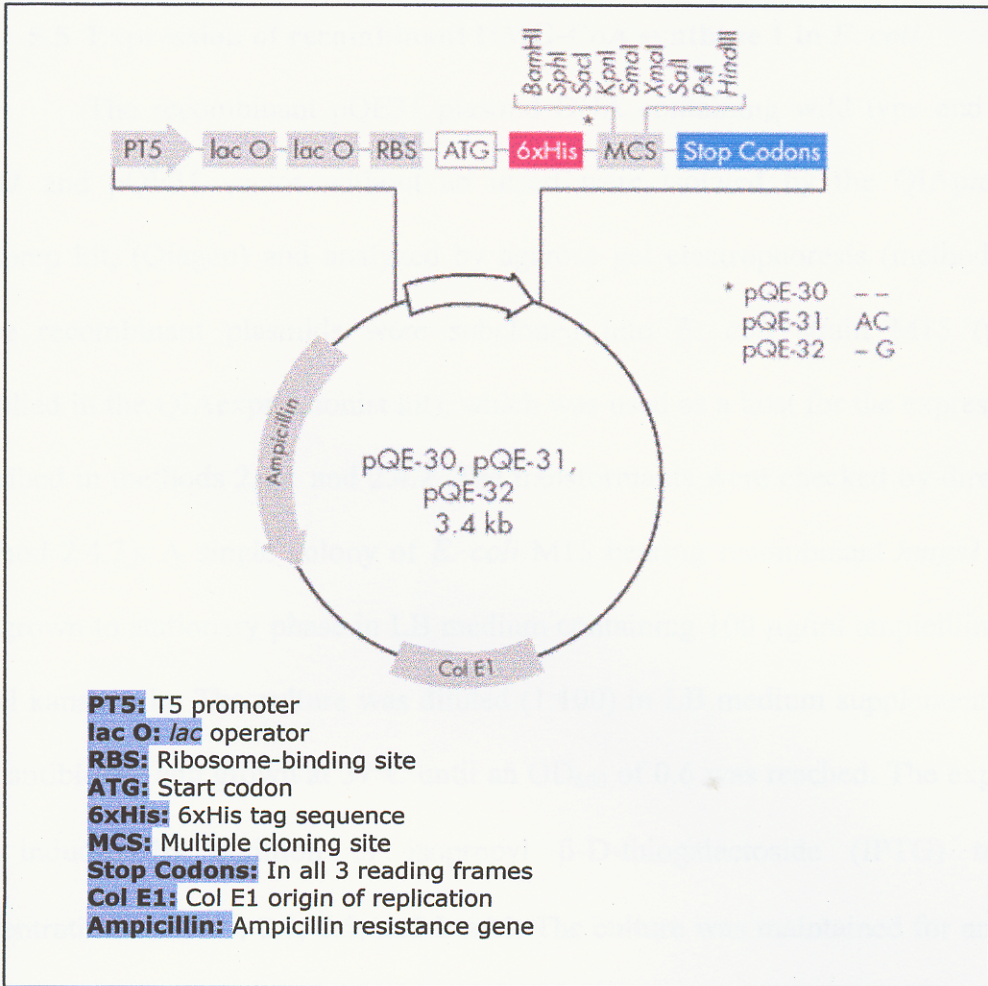 BamHI
SphI
SacI
KpnI
SmaI
XmaI
SalI
PstI
HindIII
*
PT5 lac O lac O RBS ATG 6xHis MCS Stop Codons
* pQE-30 – –
pQE-31 AC
pQE-32 – G
Ampicillin
pQE-30, pQE-31,
pQE-32
3.4 kb
Col E1
PT5: T5 promoter
lac O: lac operator
RBS: Ribosome-binding site
ATG: Start codon
6xHis: 6xHis tag sequence
MCS: Multiple cloning site
Stop Codons: In all 3 reading frames
Col E1: Col E1 origin of replication
Ampicillin: Ampicillin resistance gene